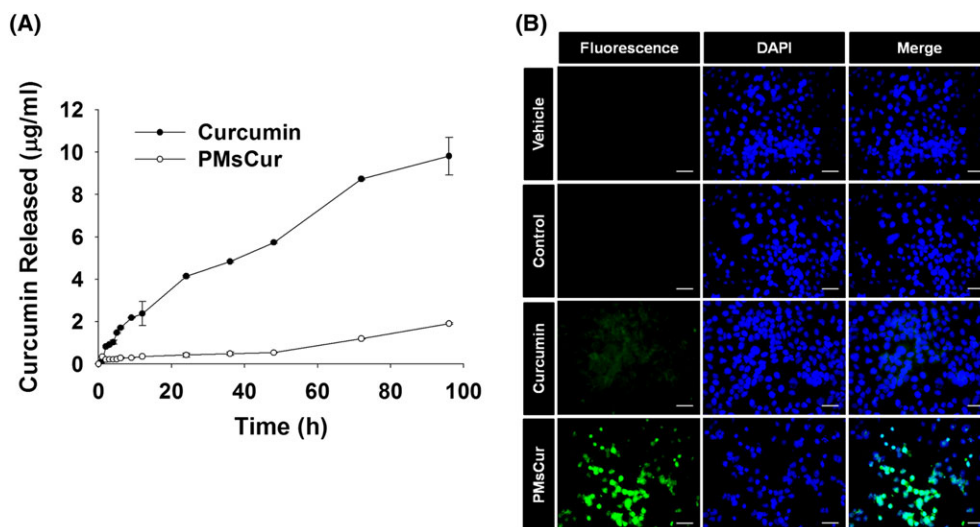 (A)
Curcumin Released (µg/ml)
12
10
8
6
4
2
0
Curcumin
PMsCur
0 20 40 60 80 100
Time (h)
(B)
Fluorescence DAPI Merge
Vehicle
Control
Curcumin
PMsCur